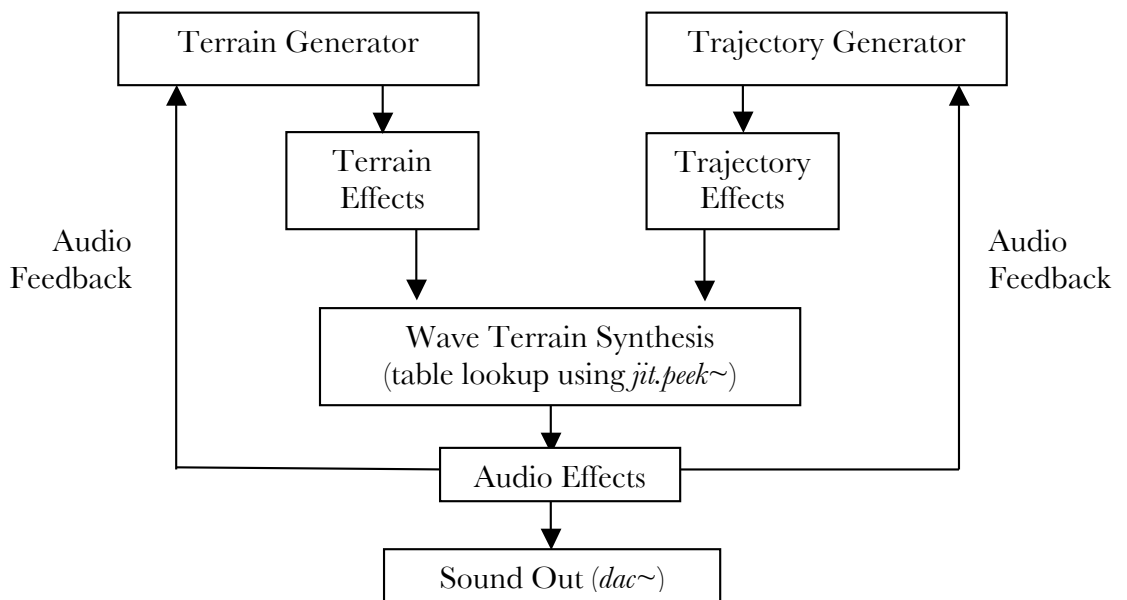 Terrain Generator
Trajectory Generator
Terrain
Effects
Trajectory
Effects
Audio
Feedback
Audio
Feedback
Wave Terrain Synthesis
(table lookup using jit.peek~)
Audio Effects
Sound Out (dac~)